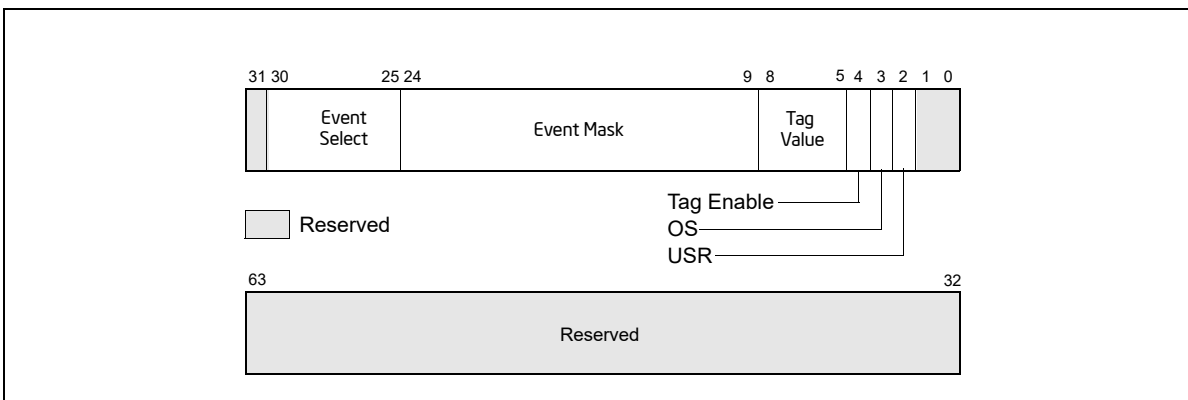 31 30 25 24 9 8 5 4 3 2 1 0
Event
Select
Event Mask
Tag
Value
Tag Enable
OS
USR
Reserved
63 32
Reserved